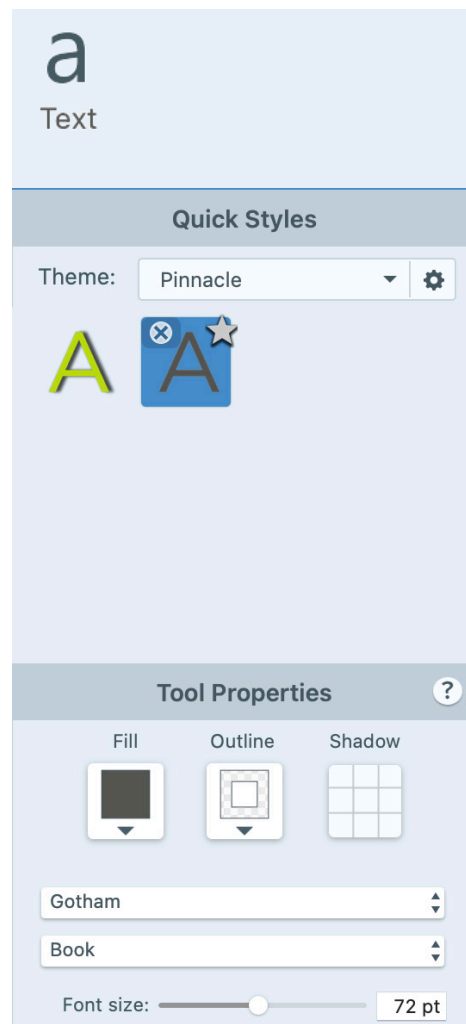 a
Text
Quick Styles
Theme: Pinnacle
A A
Tool Properties ?
Fill Outline Shadow
Gotham
Book
Font size: 72 pt